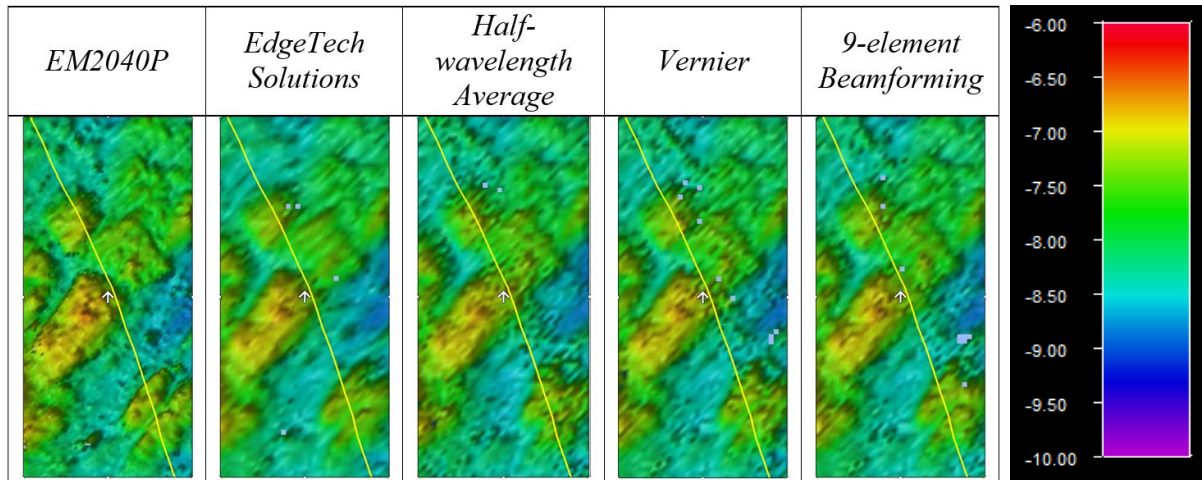 EM2040P
EdgeTech
Solutions
Half-
wavelength
Average
Vernier
9-element
Beamforming
-6.00
-6.50
-7.00
-7.50
-8.00
-8.50
-9.00
-9.50
-10.00